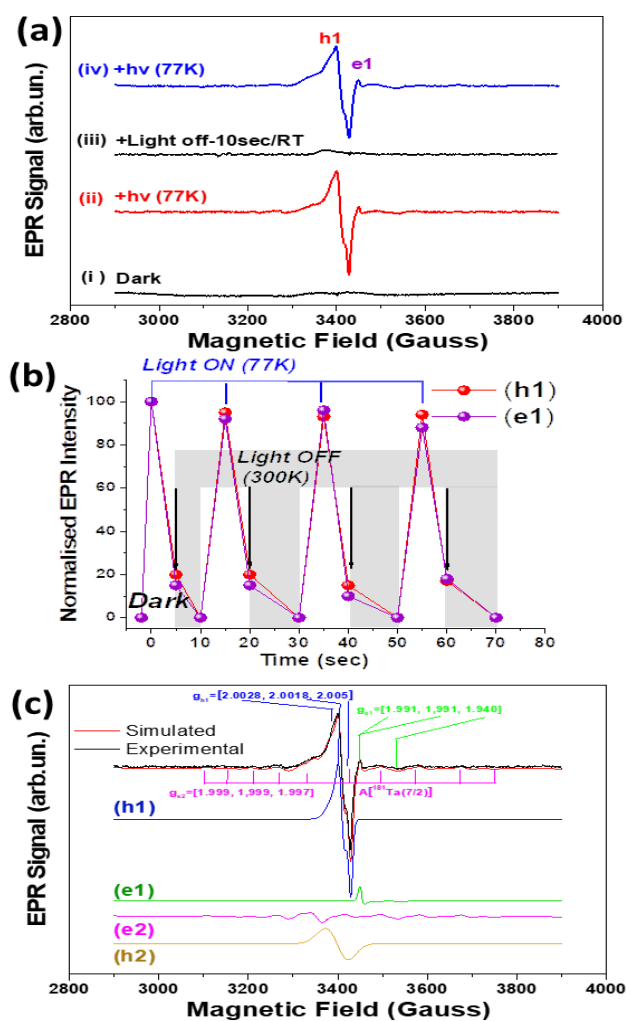 (a)
h1
e1
(iv) +hv (77K)
(iii) +Light off-10sec/RT
(ii) +hv (77K)
(i) Dark
EPR Signal (arb.un.)
2800 3000 3200 3400 3600 3800 4000
Magnetic Field (Gauss)
(b)
Light ON (77K)
(h1)
(e1)
Light OFF
(300K)
Dark
Normalised EPR Intensity
100
80
60
40
20
0
0 10 20 30 40 50 60 70 80
Time (sec)
(c)
g h1=[2.0028, 2.0018, 2.005]
g e1=[1.991, 1,991, 1.940]
Simulated
Experimental
g e2=[1.999, 1,999, 1.997]
A[181Ta(7/2)]
(h1)
(e1)
(e2)
(h2)
EPR Signal (arb.un.)
2800 3000 3200 3400 3600 3800 4000
Magnetic Field (Gauss)